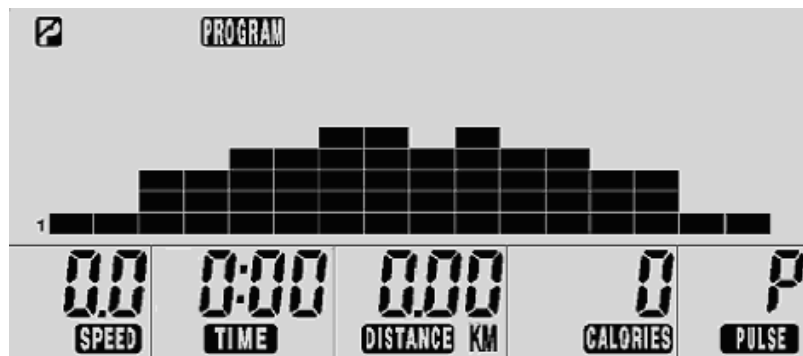 P PROGRAM
1
0.0 0:00 0.00 0 P
SPEED TIME DISTANCE KM CALORIES PULSE